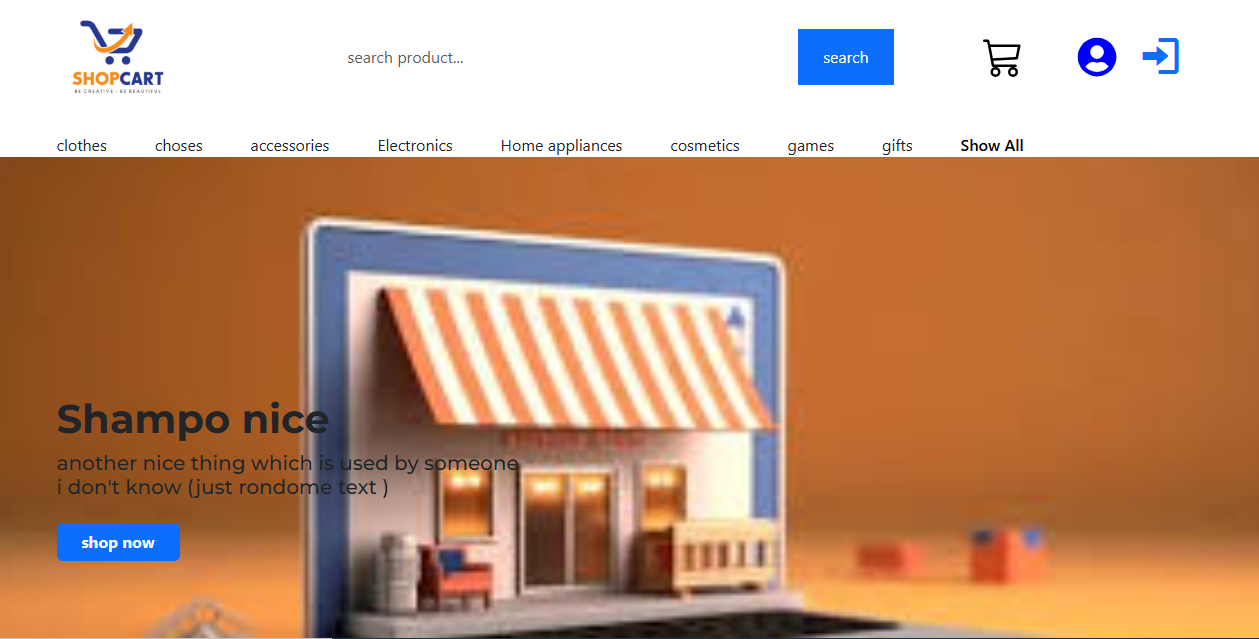 SHOPCART
BE CREATIVE - BE BEAUTIFUL
search product...
search
clothes choses accessories Electronics Home appliances cosmetics games gifts Show All
Shampo nice
another nice thing which is used by someone
i don't know (just rondome text )
shop now